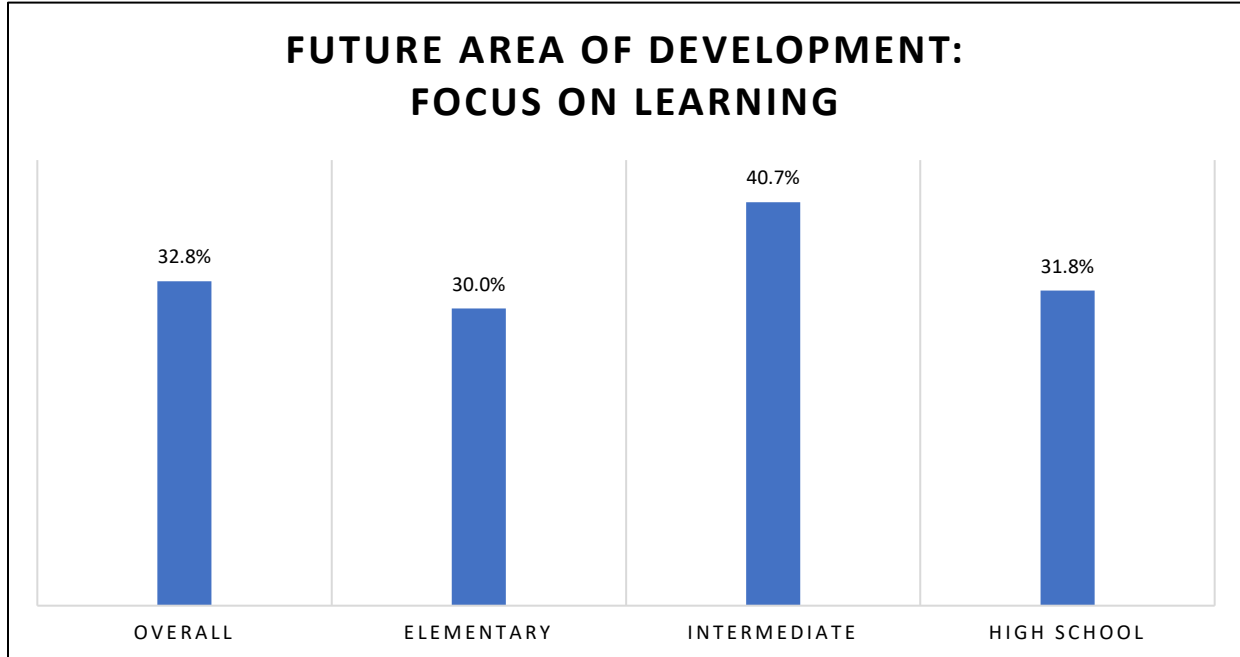 FUTURE AREA OF DEVELOPMENT:
FOCUS ON LEARNING
40.7%
32.8%
31.8%
30.0%
OVERALL
ELEMENTARY
INTERMEDIATE
HIGH SCHOOL